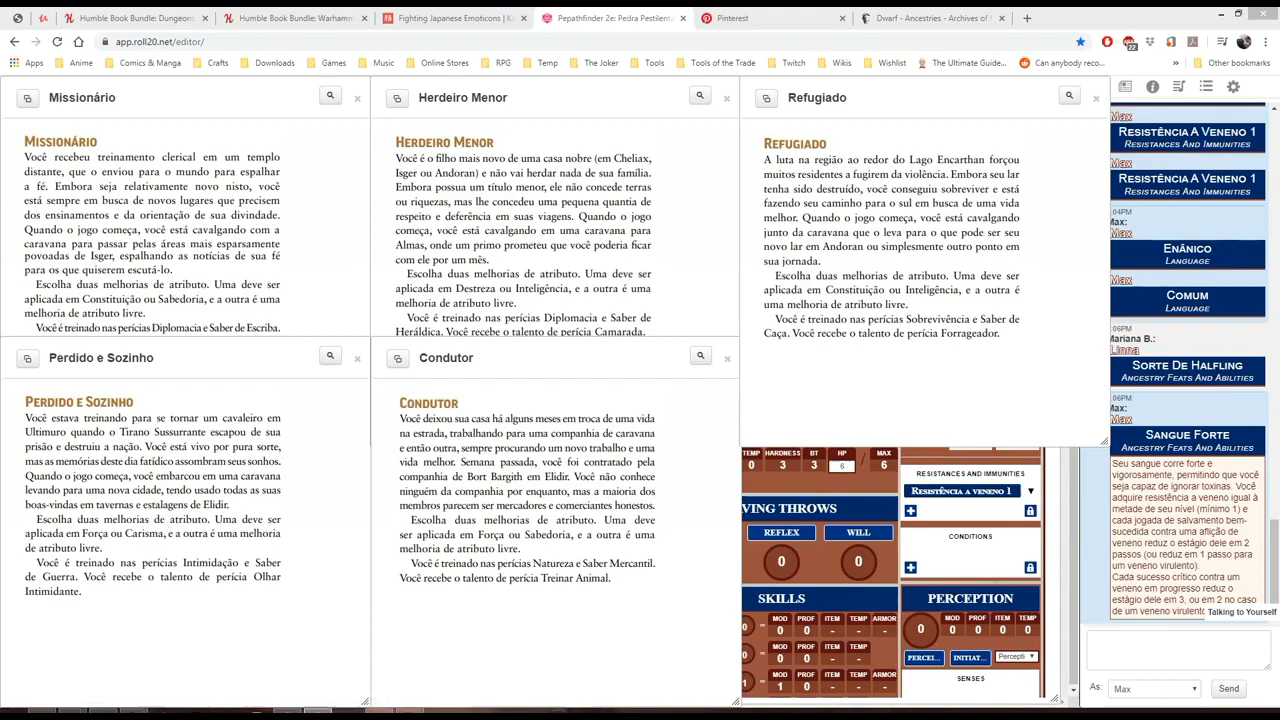 Humble Book Bundle: Dungeons
Humble Book Bundle: Warhamm
Fighting Japanese Emoticons | K
Pepathfinder 2e: Pedra Pestilenta
Pinterest
Dwarf - Ancestries - Archives of
app.roll20.net/editor/
22
Apps
Anime
Comics & Manga
Crafts
Downloads
Games
Music
Online Stores
RPG
Temp
The Joker
Tools
Tools of the Trade
Twitch
Wikis
Wishlist
The Ultimate Guide...
Can anybody reco...
Other bookmarks
Missionário
MISSIONÁRIO
Você recebeu treinamento clerical em um templo
distante, que o enviou para o mundo para espalhar
a fé. Embora seja relativamente novo nisto, você
está sempre em busca de novos lugares que precisem
dos ensinamentos e da orientação de sua divindade.
Quando o jogo começa, você está cavalgando com a
caravana para passar pelas áreas mais esparsamente
povoadas de Isger, espalhando as notícias de sua fé
para os que quiserem escutá-lo.
Escolha duas melhorias de atributo. Uma deve ser
aplicada em Constituição ou Sabedoria, e a outra é uma
melhoria de atributo livre.
Você é treinado nas perícias Diplomacia e Saber de Escriba.
Herdeiro Menor
HERDEIRO MENOR
Você é o filho mais novo de uma casa nobre (em Cheliax,
Isger ou Andoran) e não vai herdar nada de sua família.
Embora possua um título menor, ele não concede terras
ou riquezas, mas lhe concedeu uma pequena quantia de
respeito e deferência em suas viagens. Quando o jogo
começa, você está cavalgando em uma caravana para
Almas, onde um primo prometeu que você poderia ficar
com ele por um mês.
Escolha duas melhorias de atributo. Uma deve ser
aplicada em Destreza ou Inteligência, e a outra é uma
melhoria de atributo livre.
Você é treinado nas perícias Diplomacia e Saber de
Heráldica. Você recebe o talento de perícia Camarada.
Refugiado
REFUGIADO
A luta na região ao redor do Lago Encarthan forçou
muitos residentes a fugirem da violência. Embora seu lar
tenha sido destruído, você conseguiu sobreviver e está
fazendo seu caminho para o sul em busca de uma vida
melhor. Quando o jogo começa, você está cavalgando
junto da caravana que o leva para o que pode ser seu
novo lar em Andoran ou simplesmente outro ponto em
sua jornada.
Escolha duas melhorias de atributo. Uma deve ser
aplicada em Constituição ou Inteligência, e a outra é
uma melhoria de atributo livre.
Você é treinado nas perícias Sobrevivência e Saber de
Caça. Você recebe o talento de perícia Forrageador.
Perdido e Sozinho
PERDIDO E SOZINHO
Você estava treinando para se tornar um cavaleiro em
Ultimuro quando o Tirano Sussurrante escapou de sua
prisão e destruiu a nação. Você está vivo por pura sorte,
mas as memórias deste dia fatídico assombram seus sonhos.
Quando o jogo começa, você embarcou em uma caravana
levando para uma nova cidade, tendo usado todas as suas
boas-vindas em tavernas e estalagens de Elidir.
Escolha duas melhorias de atributo. Uma deve ser
aplicada em Força ou Carisma, e a outra é uma melhoria
de atributo livre.
Você é treinado nas perícias Intimidação e Saber
de Guerra. Você recebe o talento de perícia Olhar
Intimidante.
Condutor
CONDUTOR
Você deixou sua casa há alguns meses em troca de uma vida
na estrada, trabalhando para uma companhia de caravana
e então outra, sempre procurando um novo trabalho e uma
vida melhor. Semana passada, você foi contratado pela
companhia de Bort Bargith em Elidir. Você não conhece
ninguém da companhia por enquanto, mas a maioria dos
membros parecem ser mercadores e comerciantes honestos.
Escolha duas melhorias de atributo. Uma deve
ser aplicada em Força ou Sabedoria, e a outra é uma
melhoria de atributo livre.
Você é treinado nas perícias Natureza e Saber Mercantil.
Você recebe o talento de perícia Treinar Animal.
TEMP HARDNESS BT HP MAX
0 3 3 6 / 6
VING THROWS
REFLEX WILL
0 0
SKILLS
MOD PROF ITEM TEMP ARMOR
0 = 0 0 - - -
MOD PROF ITEM TEMP
0 = 0 0 - -
MOD PROF ITEM TEMP ARMOR
1 = 1 0 - - -
RESISTANCES AND IMMUNITIES
RESISTÊNCIA A VENENO 1
CONDITIONS
PERCEPTION
MOD PROF ITEM TEMP
0 0 0 0 0
PERCEI... INITIAT... Percepti
SENSES
Max
RESISTÊNCIA A VENENO 1
RESISTANCES AND IMMUNITIES
Max
RESISTÊNCIA A VENENO 1
RESISTANCES AND IMMUNITIES
:04PM
Max:
Max
ENÂNICO
LANGUAGE
Max
COMUM
LANGUAGE
:06PM
Mariana B.:
Linna
SORTE DE HALFLING
ANCESTRY FEATS AND ABILITIES
:06PM
Max:
Max
SANGUE FORTE
ANCESTRY FEATS AND ABILITIES
Seu sangue corre forte e
vigorosamente, permitindo que você
seja capaz de ignorar toxinas. Você
adquire resistência a veneno igual à
metade de seu nível (mínimo 1) e
cada jogada de salvamento bem-
sucedida contra uma aflição de
veneno reduz o estágio dele em 2
passos (ou reduz em 1 passo para
um veneno virulento).
Cada sucesso crítico contra um
veneno em progresso reduz o
estágio dele em 3, ou em 2 no caso
de um veneno virulento
Talking to Yourself
As: Max Send